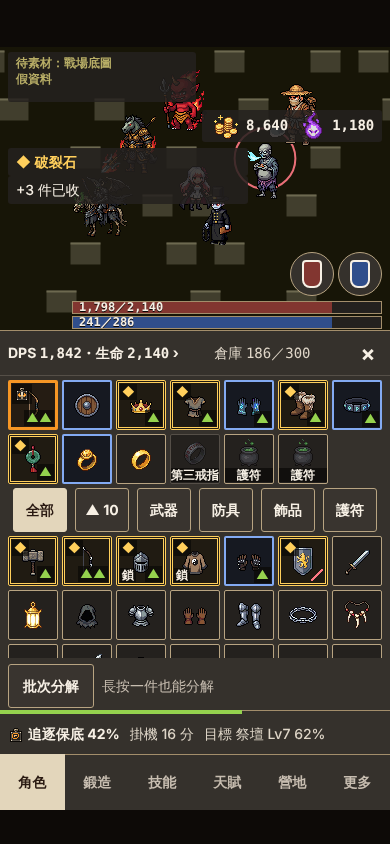 待素材：戰場底圖
假資料
8,640
1,180
◆ 破裂石
+3 件已收
1,798／2,140
241／286
DPS 1,842・生命 2,140 ›
倉庫 186／300
×
第三戒指
護符
護符
全部
▲ 10
武器
防具
飾品
護符
鎖
鎖
批次分解
長按一件也能分解
追逐保底 42%
掛機 16 分
目標 祭壇 Lv7 62%
角色
鍛造
技能
天賦
營地
更多